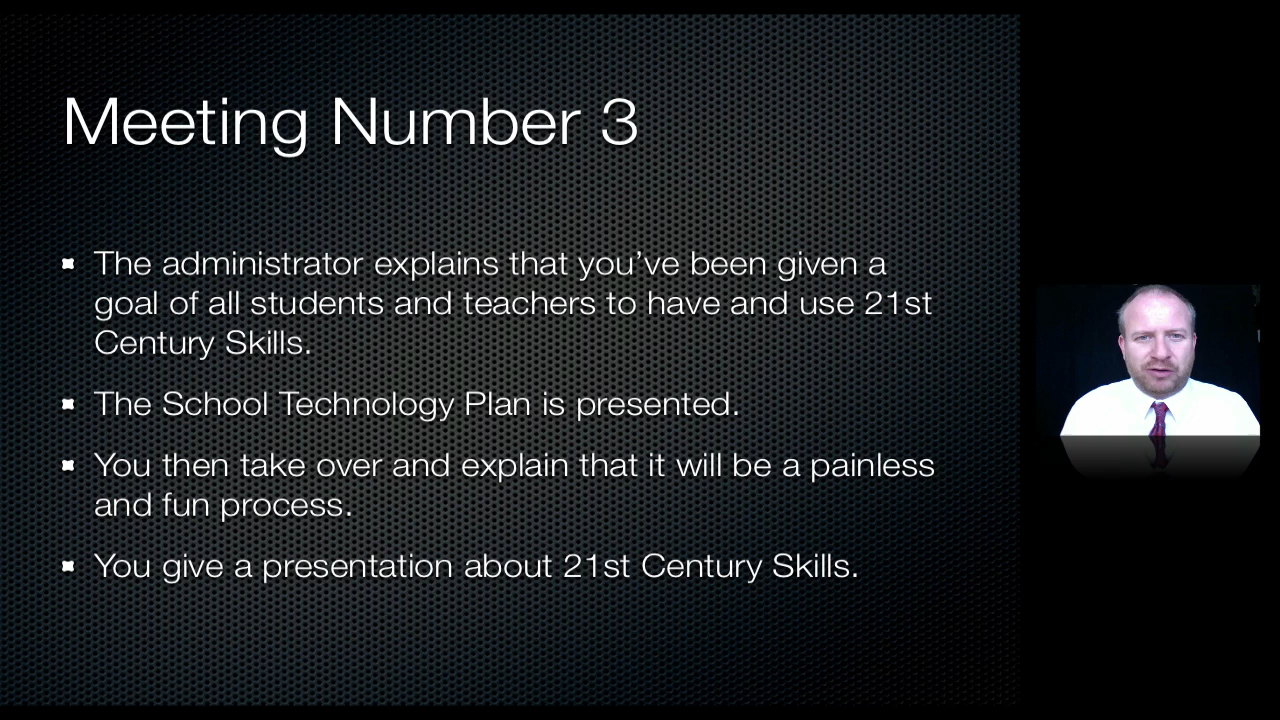 Meeting Number 3
The administrator explains that you’ve been given a
goal of all students and teachers to have and use 21st
Century Skills.
The School Technology Plan is presented.
You then take over and explain that it will be a painless
and fun process.
You give a presentation about 21st Century Skills.